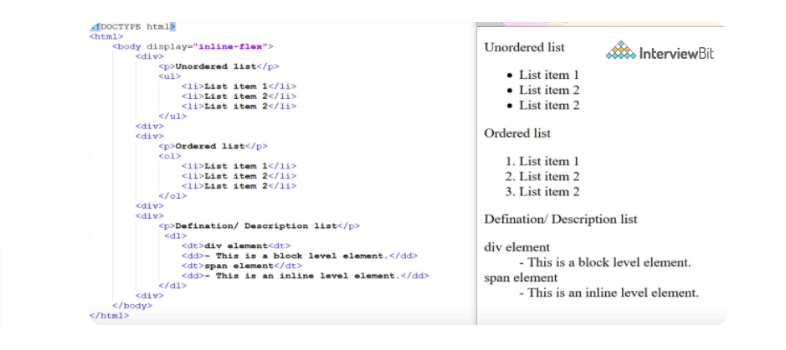 <!DOCTYPE html>
<html>
<body display="inline-flex">
<div>
<p>Unordered list</p>
<ul>
<li>List item 1</li>
<li>List item 2</li>
<li>List item 2</li>
</ul>
<div>
<div>
<p>Ordered list</p>
<ol>
<li>List item 1</li>
<li>List item 2</li>
<li>List item 2</li>
</ol>
<div>
<div>
<p>Defination/ Description list</p>
<dl>
<dt>div element<dt>
<dd>- This is a block level element.</dd>
<dt>span element</dt>
<dd>- This is an inline level element.</dd>
</dl>
<div>
</body>
</html>
InterviewBit
Unordered list
• List item 1
• List item 2
• List item 2
Ordered list
1. List item 1
2. List item 2
3. List item 2
Defination/ Description list
div element
- This is a block level element.
span element
- This is an inline level element.